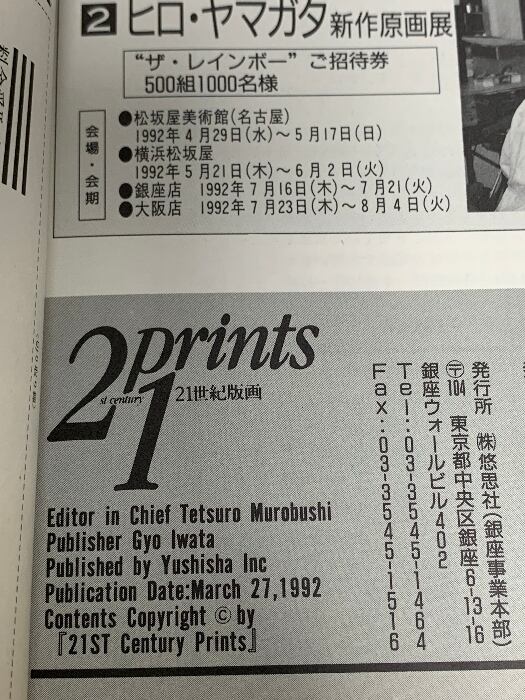 2 ヒロ・ヤマガタ新作原画展
“ザ・レインボー” ご招待券
500組1000名様
会場・会期
●松坂屋美術館(名古屋)
1992年4月29日(水)〜5月17日(日)
●横浜松坂屋
1992年5月21日(木)〜6月2日(火)
●銀座店 1992年7月16日(木)〜7月21(火)
●大阪店 1992年7月23日(木)〜8月4日(火)
21 prints
st century
21世紀版画
Editor in Chief Tetsuro Murobushi
Publisher Gyo Iwata
Published by Yushisha Inc
Publication Date:March 27,1992
Contents Copyright ©by
『21ST Century Prints』
発行所 ㈱悠思社(銀座事業本部)
〒104 東京都中央区銀座6-13-16
銀座ウォールビル402
Tel:03-3545-1464
Fax:03-3545-1516